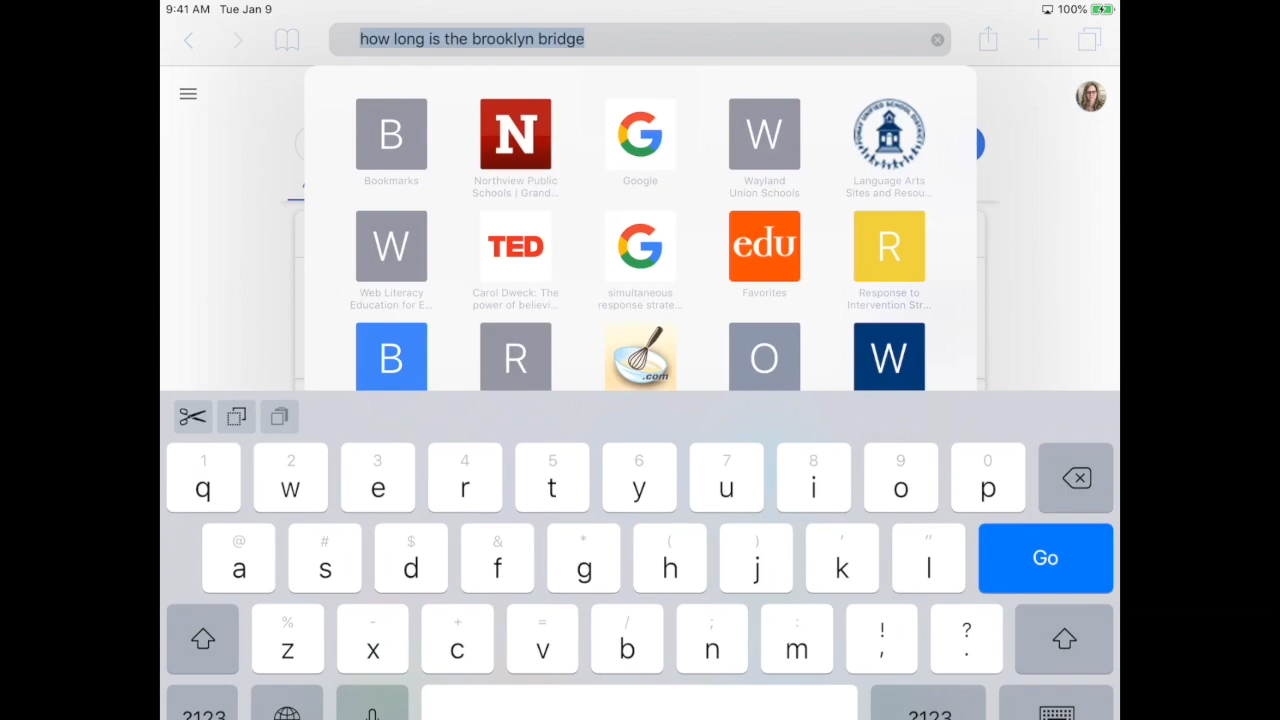 9:41 AM Tue Jan 9
100%
how long is the brooklyn bridge
B
N
G
W
Bookmarks
Northview Public
Schools | Grand...
Google
Wayland
Union Schools
Language Arts
Sites and Resou...
W
TED
G
edu
R
Web Literacy
Education for E...
Carol Dweck: The
power of believi...
simultaneous
response strate...
Favorites
Response to
Intervention Str...
B
R
.com
O
W
1 2 3 4 5 6 7 8 9 0
q w e r t y u i o p
@ # $ & * ( ) ' "
a s d f g h j k l Go
% - + = / ; : ! ?
z x c v b n m , .
.?123 .?123